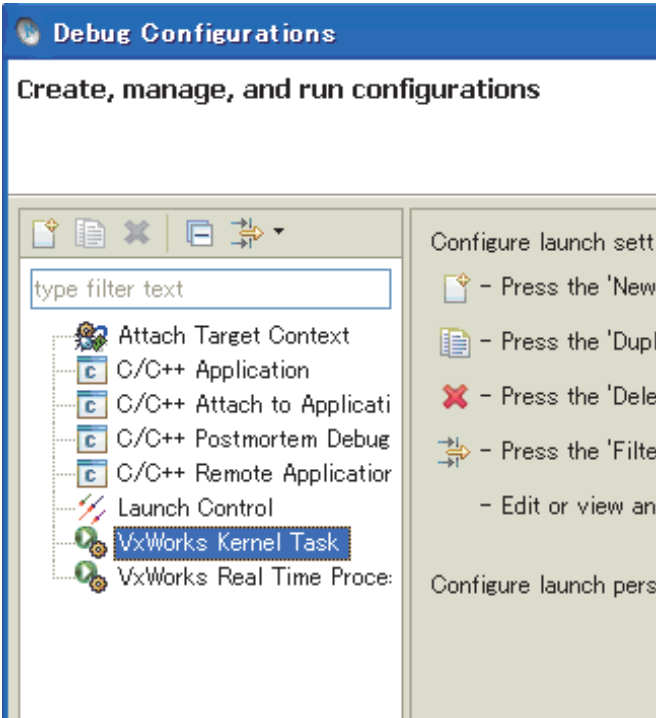 Debug Configurations
Create, manage, and run configurations
type filter text
Attach Target Context
C/C++ Application
C/C++ Attach to Applicati
C/C++ Postmortem Debug
C/C++ Remote Application
Launch Control
VxWorks Kernel Task
VxWorks Real Time Proce
Configure launch sett
- Press the 'New
- Press the 'Dupl
- Press the 'Dele
- Press the 'Filte
- Edit or view an
Configure launch pers